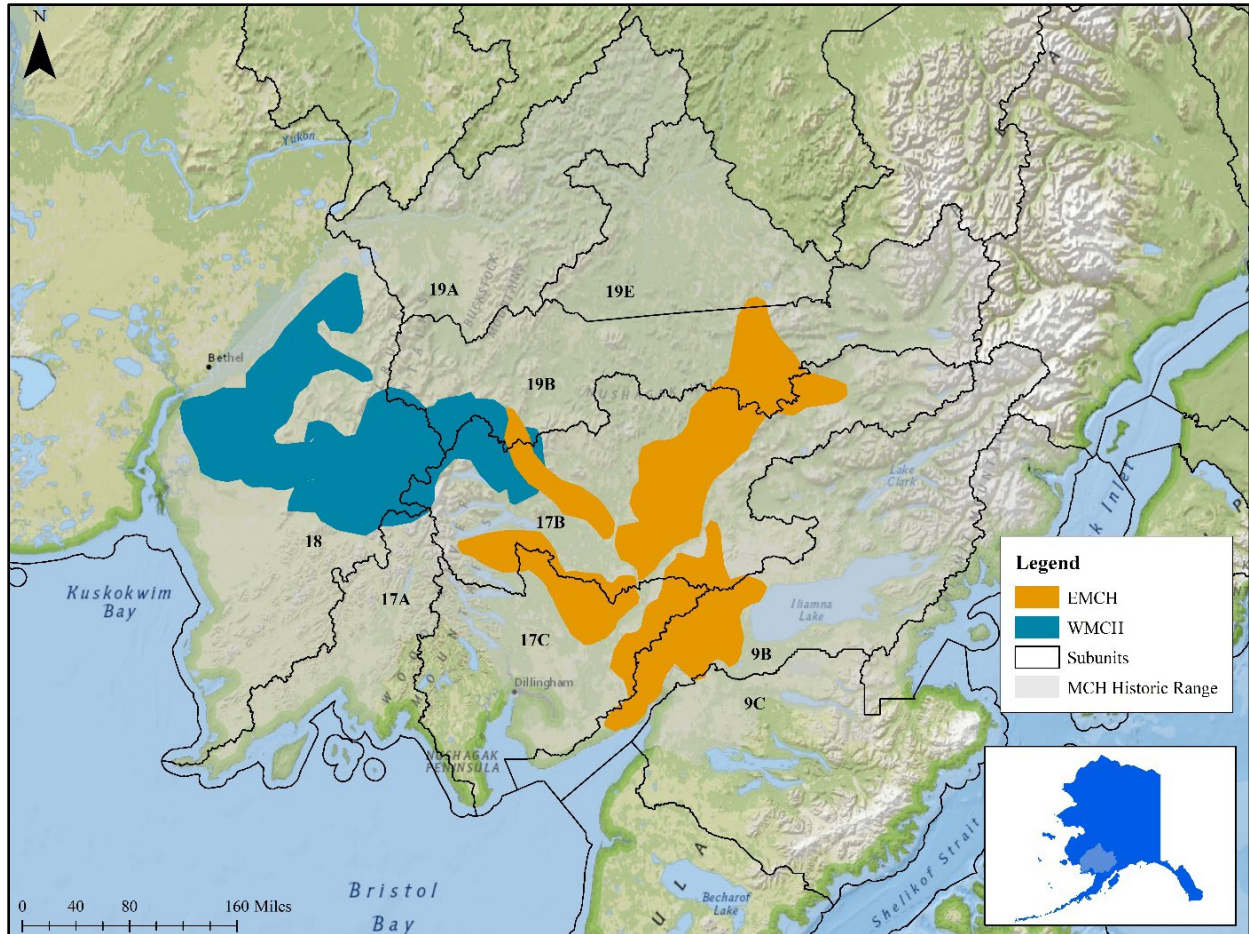 N
Yukon
A
19A
BUCKSTOCK
19E
Bethel
19B
Lake
Clark
17B
18
Kuskokwim
Bay
17A
Iliamna
Lake
17C
9B
Dillingham
9C
NUSHAGAK
PENINSULA
Inlet
Legend
EMCH
WMCH
Subunits
MCH Historic Range
Bristol
Bay
Becharof
Lake
Shelikof Strait
U L A
0 40 80 160 Miles